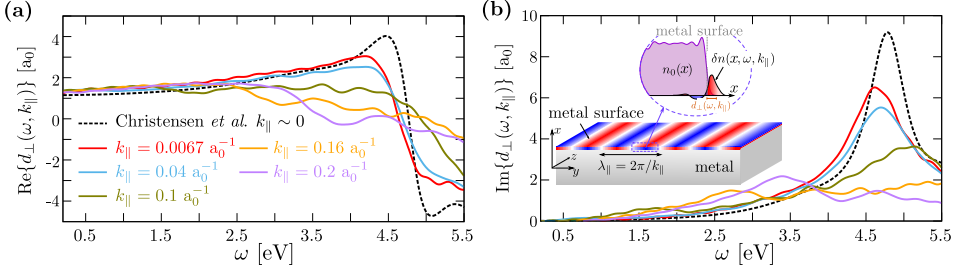 (a)
Re{d⊥(ω, k∥)} [a₀]
4
2
0
-2
-4
Christensen et al. k∥ ∼ 0
k∥ = 0.0067 a₀⁻¹
k∥ = 0.04 a₀⁻¹
k∥ = 0.1 a₀⁻¹
k∥ = 0.16 a₀⁻¹
k∥ = 0.2 a₀⁻¹
0.5 1.5 2.5 3.5 4.5 5.5
ω [eV]
(b)
Im{d⊥(ω, k∥)} [a₀]
10
8
6
4
2
0
metal surface
n₀(x)
δn(x, ω, k∥)
x
d⊥(ω, k∥)
metal surface
x
z
y
λ∥ = 2π/k∥
metal
0.5 1.5 2.5 3.5 4.5 5.5
ω [eV]